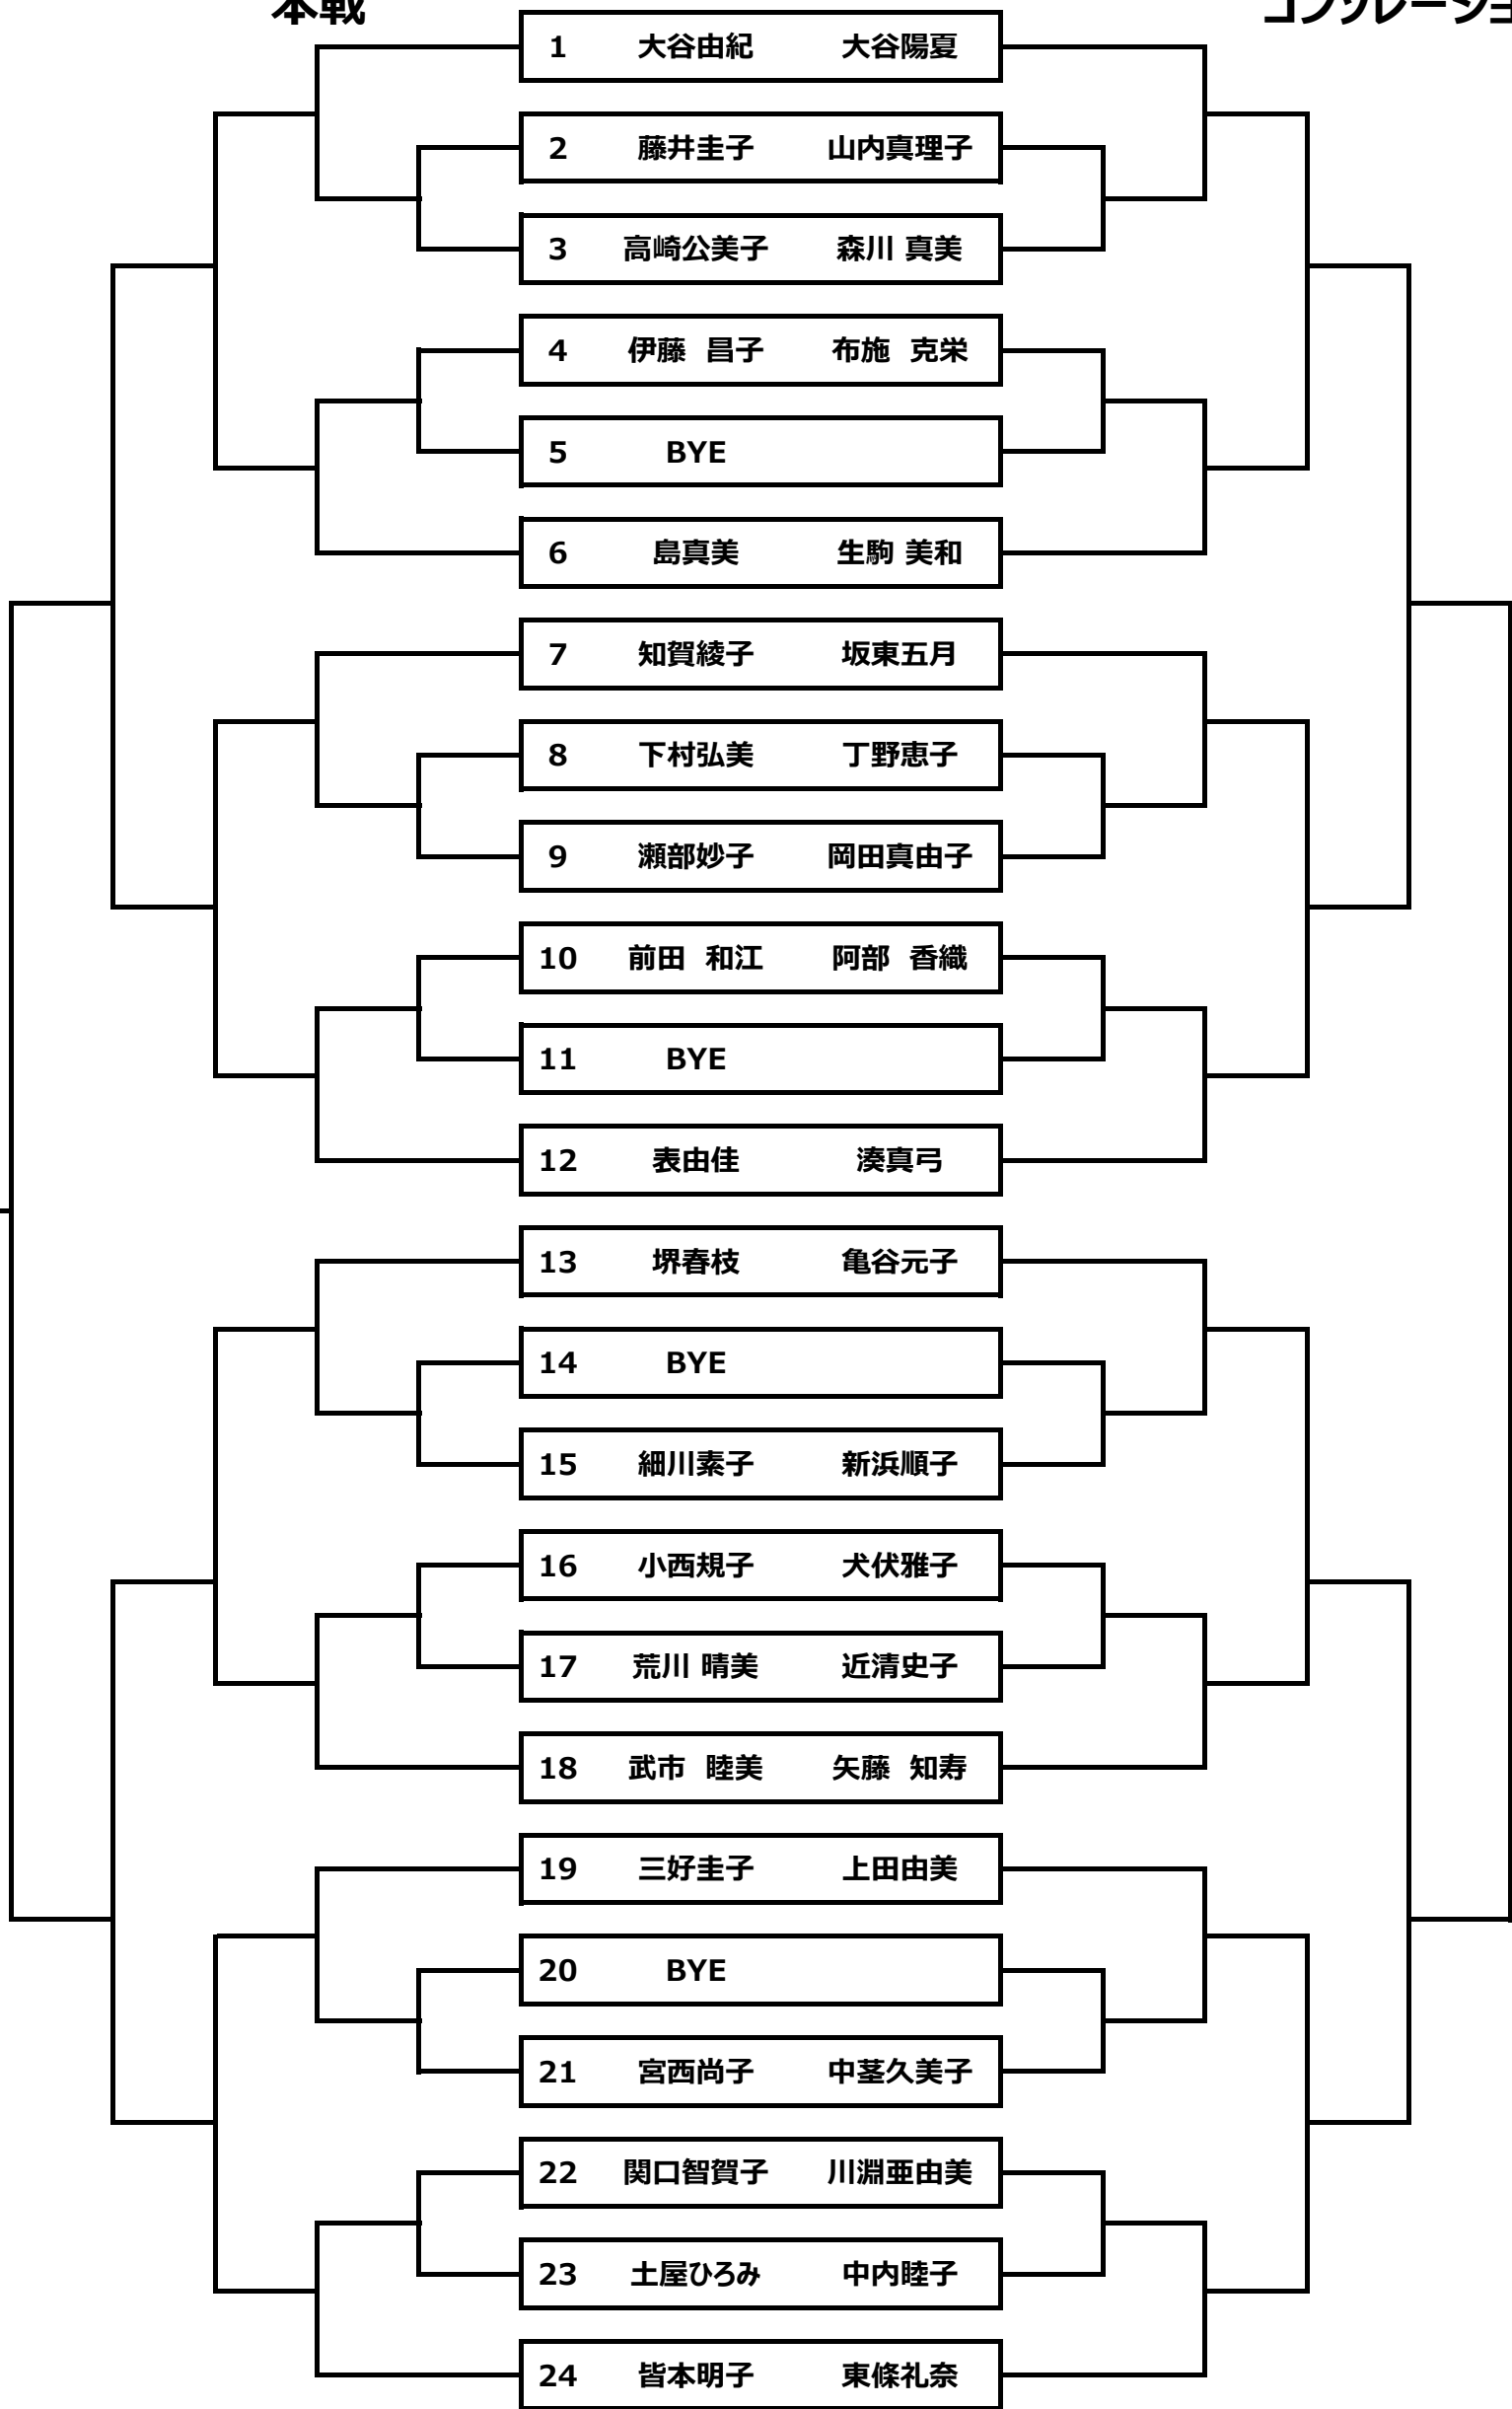 本戦 コンソレーショ
1 大谷由紀 大谷陽夏
2 藤井圭子 山内真理子
3 高崎公美子 森川 真美
4 伊藤 昌子 布施 克栄
5 BYE
6 島真美 生駒 美和
7 知賀綾子 坂東五月
8 下村弘美 丁野恵子
9 瀬部妙子 岡田真由子
10 前田 和江 阿部 香織
11 BYE
12 表由佳 湊真弓
13 堺春枝 亀谷元子
14 BYE
15 細川素子 新浜順子
16 小西規子 犬伏雅子
17 荒川 晴美 近清史子
18 武市 睦美 矢藤 知寿
19 三好圭子 上田由美
20 BYE
21 宮西尚子 中茎久美子
22 関口智賀子 川淵亜由美
23 土屋ひろみ 中内睦子
24 皆本明子 東條礼奈